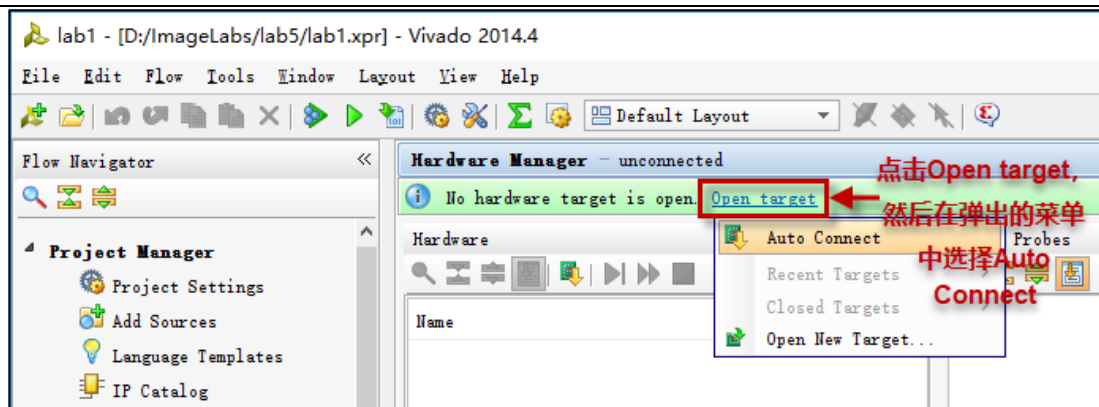 lab1 - [D:/ImageLabs/lab5/lab1.xpr] - Vivado 2014.4
File Edit Flow Tools Window Layout View Help
Default Layout
Flow Navigator
Hardware Manager - unconnected
No hardware target is open. Open target
点击Open target,
然后在弹出的菜单
中选择Auto
Connect
Project Manager
Project Settings
Add Sources
Language Templates
IP Catalog
Hardware
Name
Auto Connect
Recent Targets
Closed Targets
Open New Target...
Probes